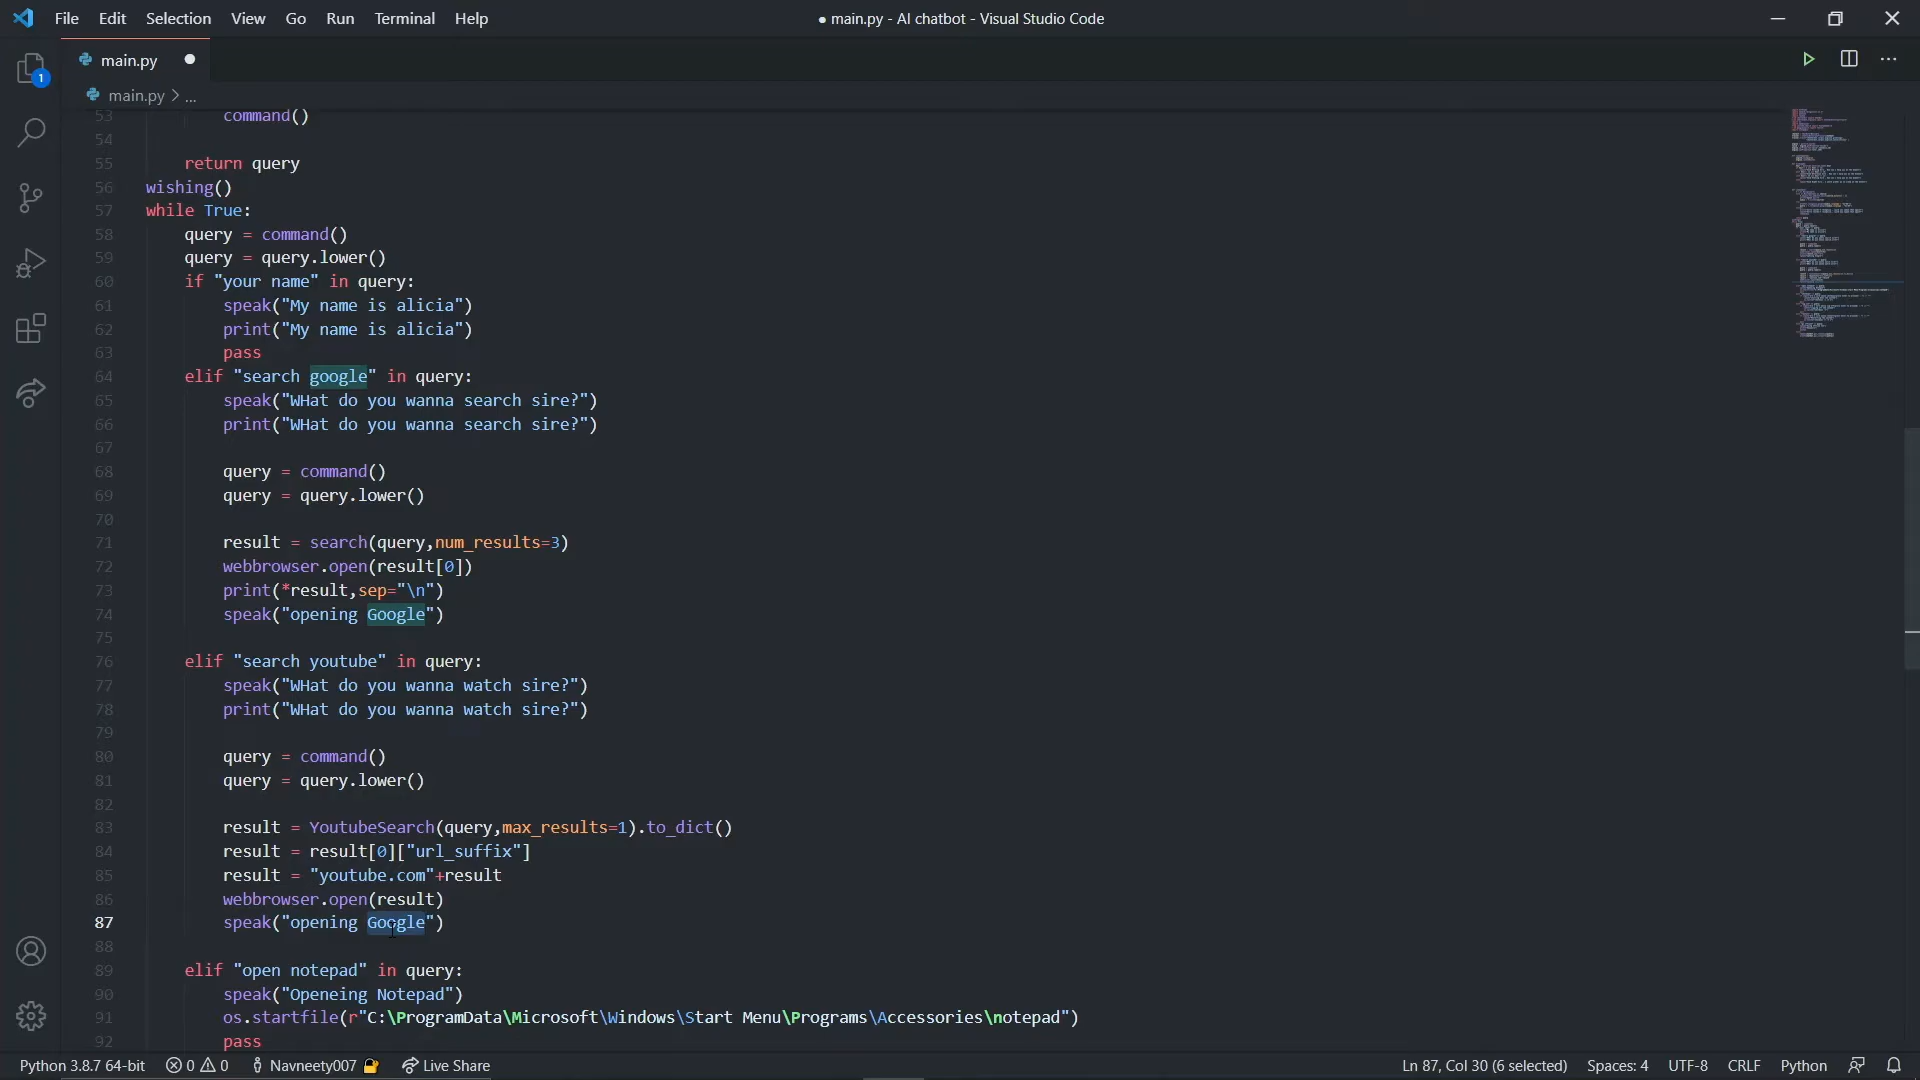 File Edit Selection View Go Run Terminal Help
● main.py - AI chatbot - Visual Studio Code
1
main.py ●
main.py > ...
53 command()
54
55 return query
56 wishing()
57 while True:
58 query = command()
59 query = query.lower()
60 if "your name" in query:
61 speak("My name is alicia")
62 print("My name is alicia")
63 pass
64 elif "search google" in query:
65 speak("WHat do you wanna search sire?")
66 print("WHat do you wanna search sire?")
67
68 query = command()
69 query = query.lower()
70
71 result = search(query,num_results=3)
72 webbrowser.open(result[0])
73 print(*result,sep="\n")
74 speak("opening Google")
75
76 elif "search youtube" in query:
77 speak("WHat do you wanna watch sire?")
78 print("WHat do you wanna watch sire?")
79
80 query = command()
81 query = query.lower()
82
83 result = YoutubeSearch(query,max_results=1).to_dict()
84 result = result[0]["url_suffix"]
85 result = "youtube.com"+result
86 webbrowser.open(result)
87 speak("opening Google")
88
89 elif "open notepad" in query:
90 speak("Openeing Notepad")
91 os.startfile(r"C:\ProgramData\Microsoft\Windows\Start Menu\Programs\Accessories\notepad")
92 pass
Python 3.8.7 64-bit 0 0 Navneety007 🔒 Live Share Ln 87, Col 30 (6 selected) Spaces: 4 UTF-8 CRLF Python